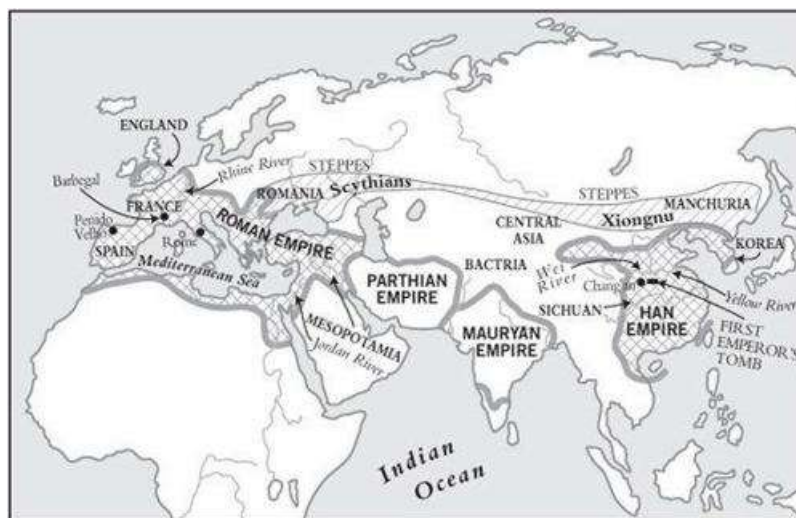 ENGLAND
Rhine River
Barbegal
STEPPES
Scythians
ROMANIA
STEPPES
MANCHURIA
FRANCE
Xiongnu
Penado
Velho
ROMAN EMPIRE
CENTRAL
ASIA
Rome
KOREA
SPAIN
BACTRIA
Wei
River
Mediterranean Sea
PARTHIAN
EMPIRE
Chang'an
Yellow River
SICHUAN
HAN
EMPIRE
MESOPOTAMIA
MAURYAN
EMPIRE
FIRST
EMPEROR'S
TOMB
Jordan River
Indian
Ocean